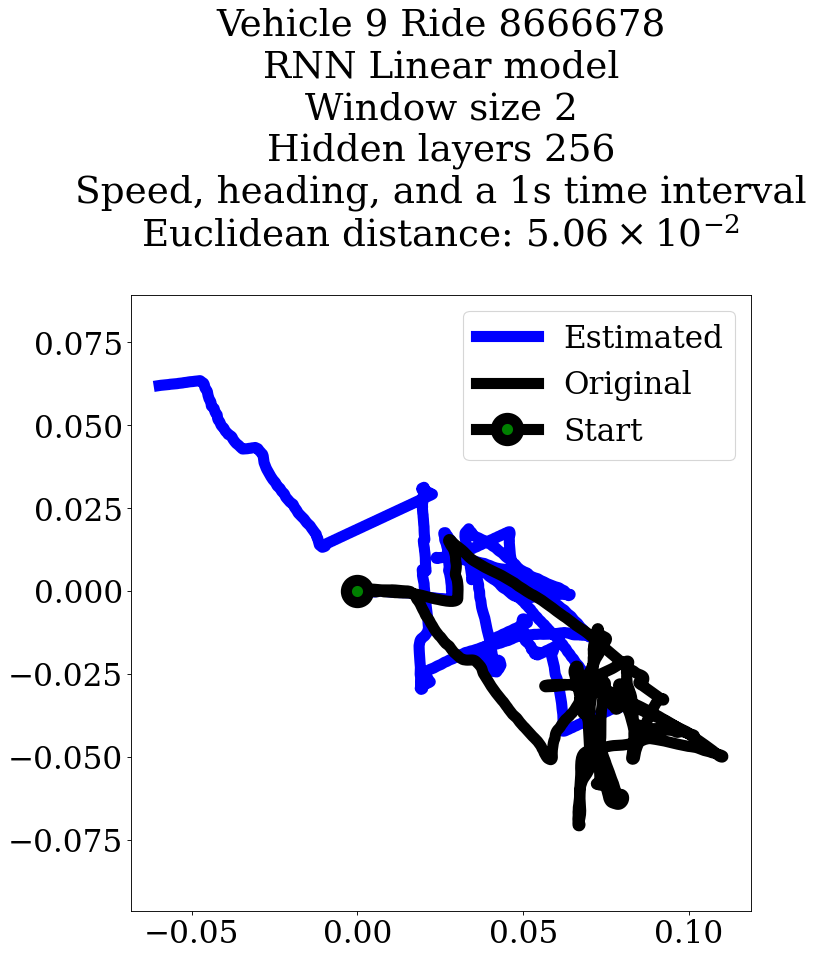 Vehicle 9 Ride 8666678
RNN Linear model
Window size 2
Hidden layers 256
Speed, heading, and a 1s time interval
Euclidean distance: 5.06 × 10⁻²
Estimated
Original
Start
0.075
0.050
0.025
0.000
−0.025
−0.050
−0.075
−0.05 0.00 0.05 0.10